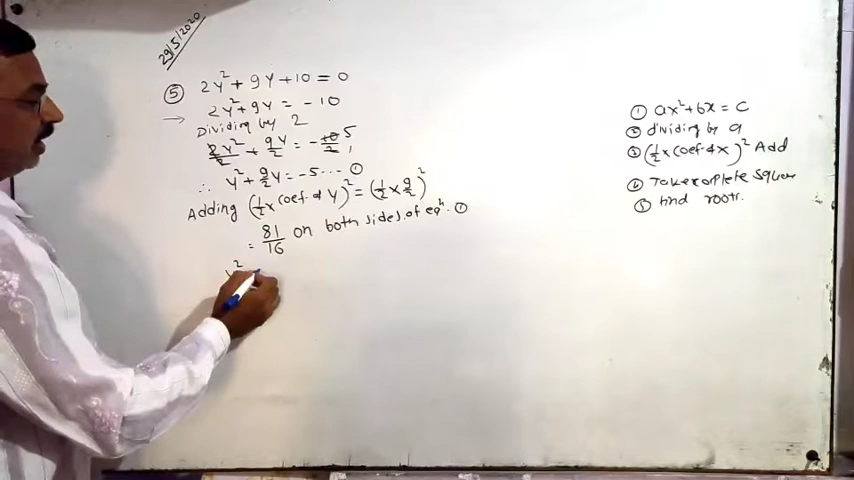 29/5/2020
⑤ 2y² + 9y + 10 = 0
→ 2y² + 9y = -10
Dividing by 2
2y²/2 + 9y/2 = -10/2 5 1
∴ y² + 9/2 y = -5 ... ①
Adding (1/2 x coef. of y)² = (1/2 x 9/2)²
= 81/16 on both sides of eqⁿ. ①
y²
① ax² + bx = c
② dividing by a
③ (1/2 x coef. of x)² Add
④ Take complete square
⑤ find roots.